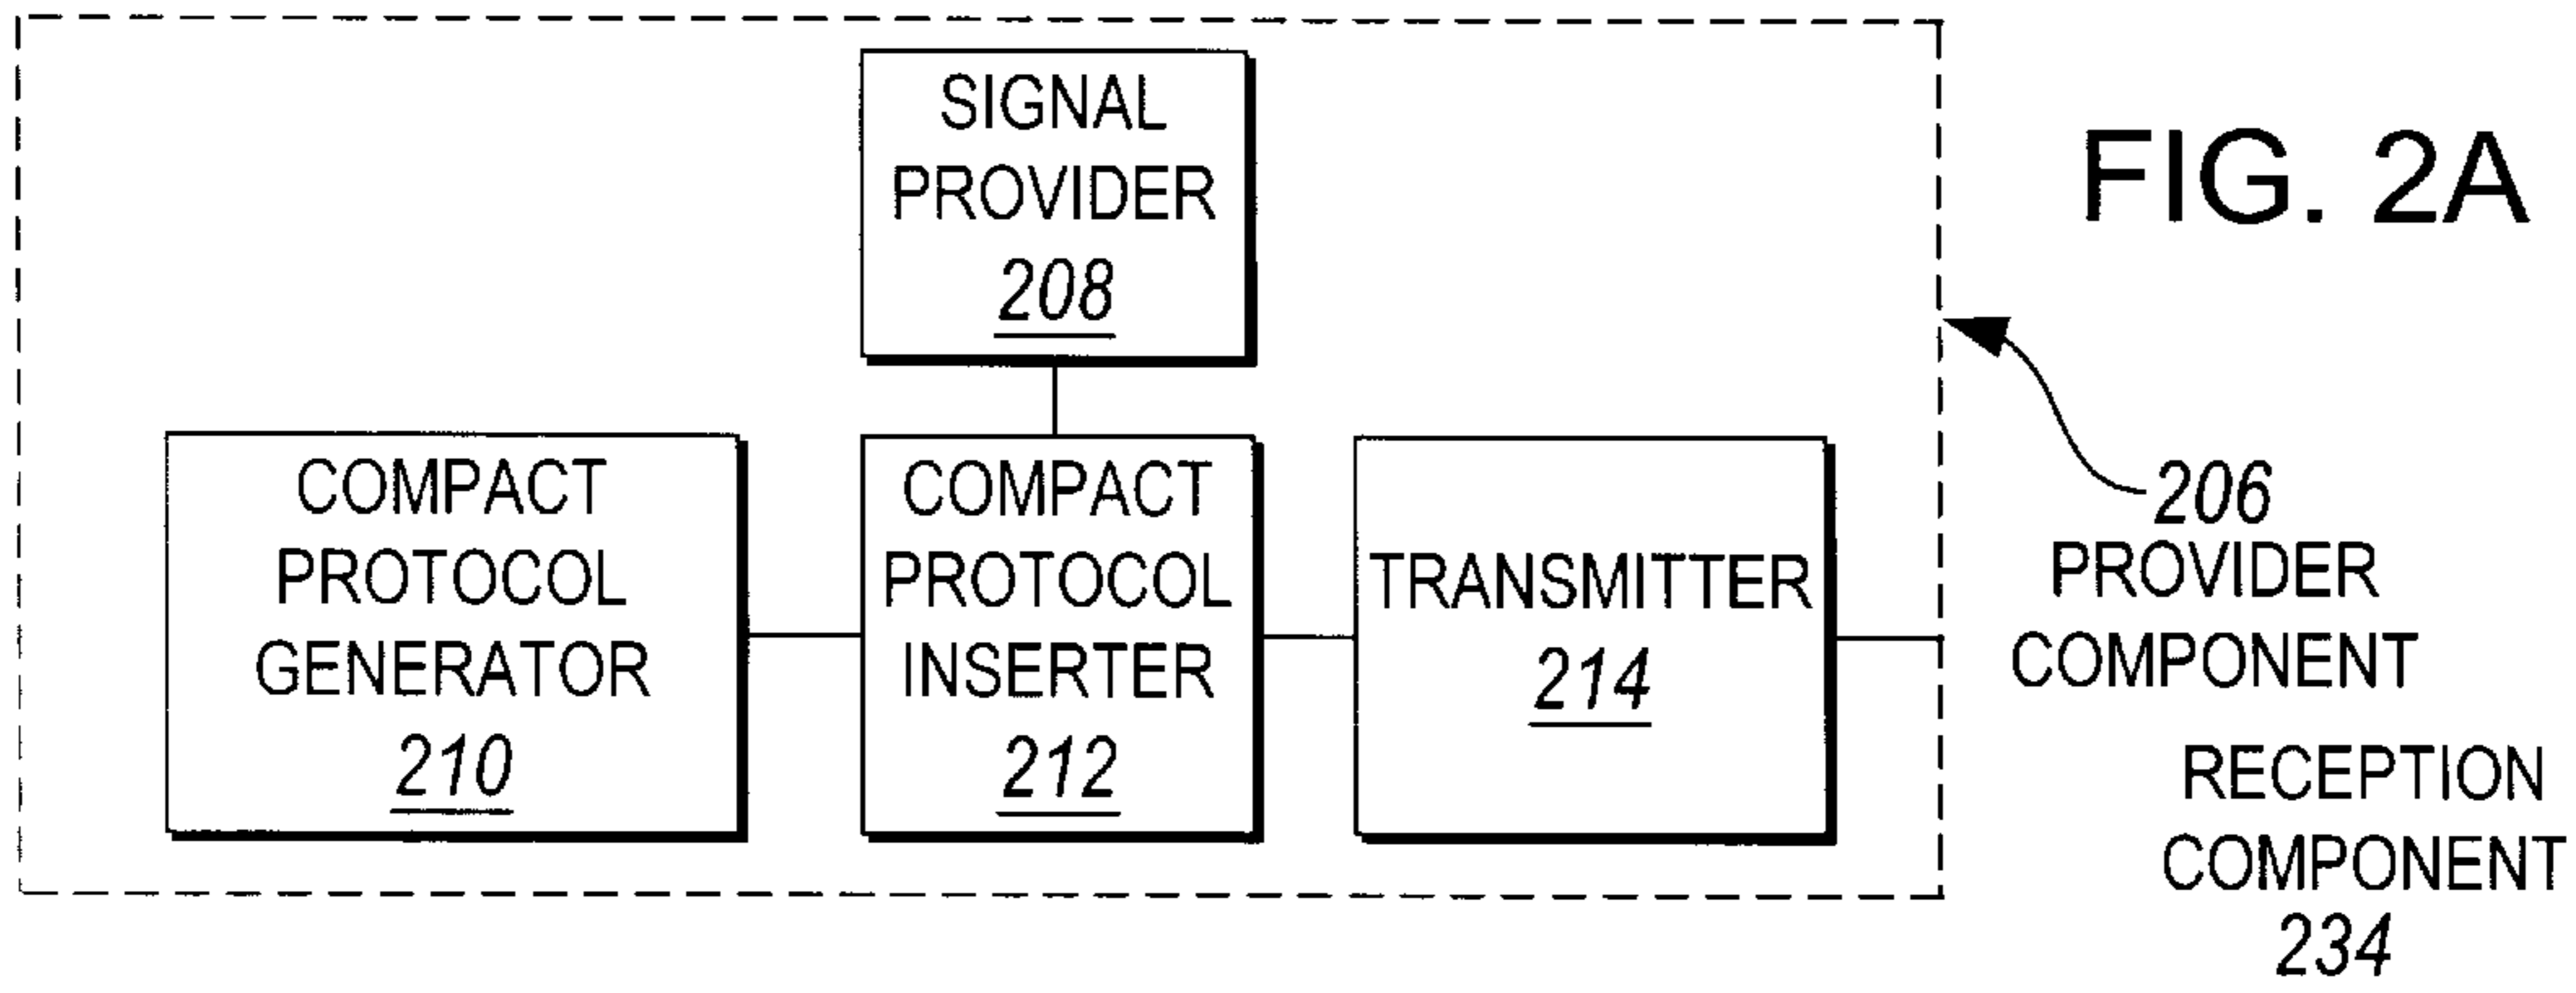 SIGNAL
PROVIDER
208
FIG. 2A
COMPACT
PROTOCOL
GENERATOR
210
COMPACT
PROTOCOL
INSERTER
212
TRANSMITTER
214
206
PROVIDER
COMPONENT
RECEPTION
COMPONENT
234